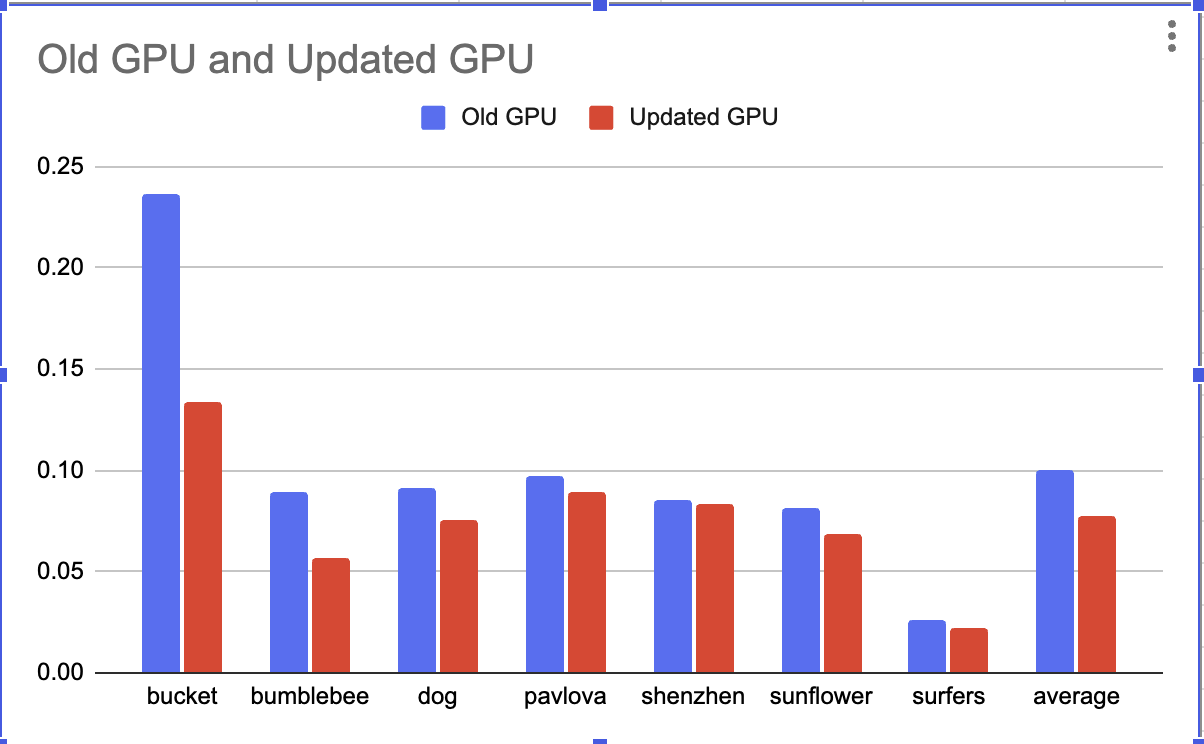 Old GPU and Updated GPU
Old GPU Updated GPU
0.25
0.20
0.15
0.10
0.05
0.00
bucket bumblebee dog pavlova shenzhen sunflower surfers average